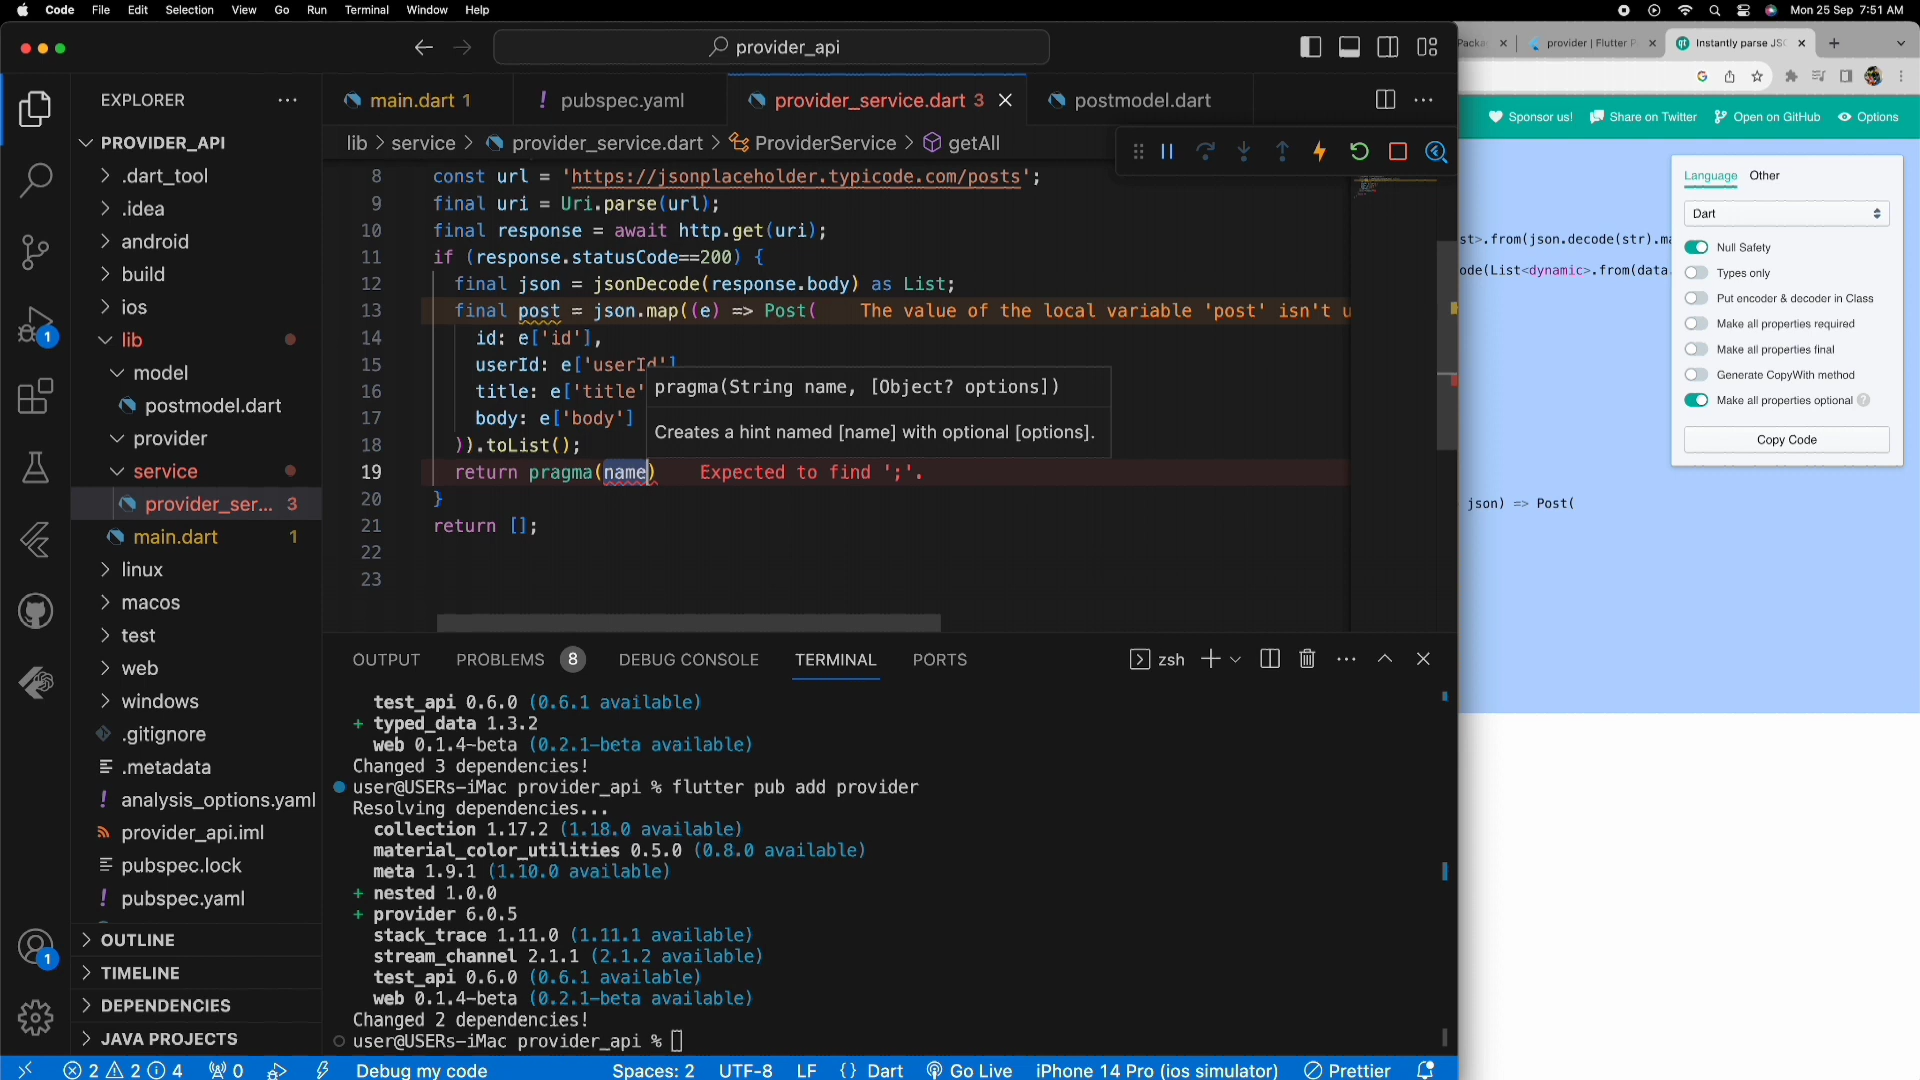 Code File Edit Selection View Go Run Terminal Window Help
Mon 25 Sep 7:51 AM
provider_api
provider | Flutter P
Instantly parse JSO
EXPLORER
main.dart 1
pubspec.yaml
provider_service.dart 3
postmodel.dart
lib > service > provider_service.dart > ProviderService > getAll
PROVIDER_API
.dart_tool
.idea
android
build
ios
lib
model
postmodel.dart
provider
service
provider_ser... 3
main.dart 1
linux
macos
test
web
windows
.gitignore
.metadata
analysis_options.yaml
provider_api.iml
pubspec.lock
pubspec.yaml
OUTLINE
TIMELINE
DEPENDENCIES
JAVA PROJECTS
1
1
8 const url = 'https://jsonplaceholder.typicode.com/posts';
9 final uri = Uri.parse(url);
10 final response = await http.get(uri);
11 if (response.statusCode==200) {
12 final json = jsonDecode(response.body) as List;
13 final post = json.map((e) => Post( The value of the local variable 'post' isn't u
14 id: e['id'],
15 userId: e['userId']
16 title: e['title'
17 body: e['body']
18 )).toList();
19 return pragma(name) Expected to find ';'.
20 }
21 return [];
22
23
pragma(String name, [Object? options])
Creates a hint named [name] with optional [options].
OUTPUT PROBLEMS 8 DEBUG CONSOLE TERMINAL PORTS
zsh
test_api 0.6.0 (0.6.1 available)
+ typed_data 1.3.2
web 0.1.4-beta (0.2.1-beta available)
Changed 3 dependencies!
user@USERs-iMac provider_api % flutter pub add provider
Resolving dependencies...
collection 1.17.2 (1.18.0 available)
material_color_utilities 0.5.0 (0.8.0 available)
meta 1.9.1 (1.10.0 available)
+ nested 1.0.0
+ provider 6.0.5
stack_trace 1.11.0 (1.11.1 available)
stream_channel 2.1.1 (2.1.2 available)
test_api 0.6.0 (0.6.1 available)
web 0.1.4-beta (0.2.1-beta available)
Changed 2 dependencies!
user@USERs-iMac provider_api %
2 2 4 0 Debug my code Spaces: 2 UTF-8 LF {} Dart Go Live iPhone 14 Pro (ios simulator) Prettier
Sponsor us! Share on Twitter Open on GitHub Options
Language Other
Dart
Null Safety
Types only
Put encoder & decoder in Class
Make all properties required
Make all properties final
Generate CopyWith method
Make all properties optional ?
Copy Code
st>.from(json.decode(str).ma
ode(List<dynamic>.from(data.
json) => Post(